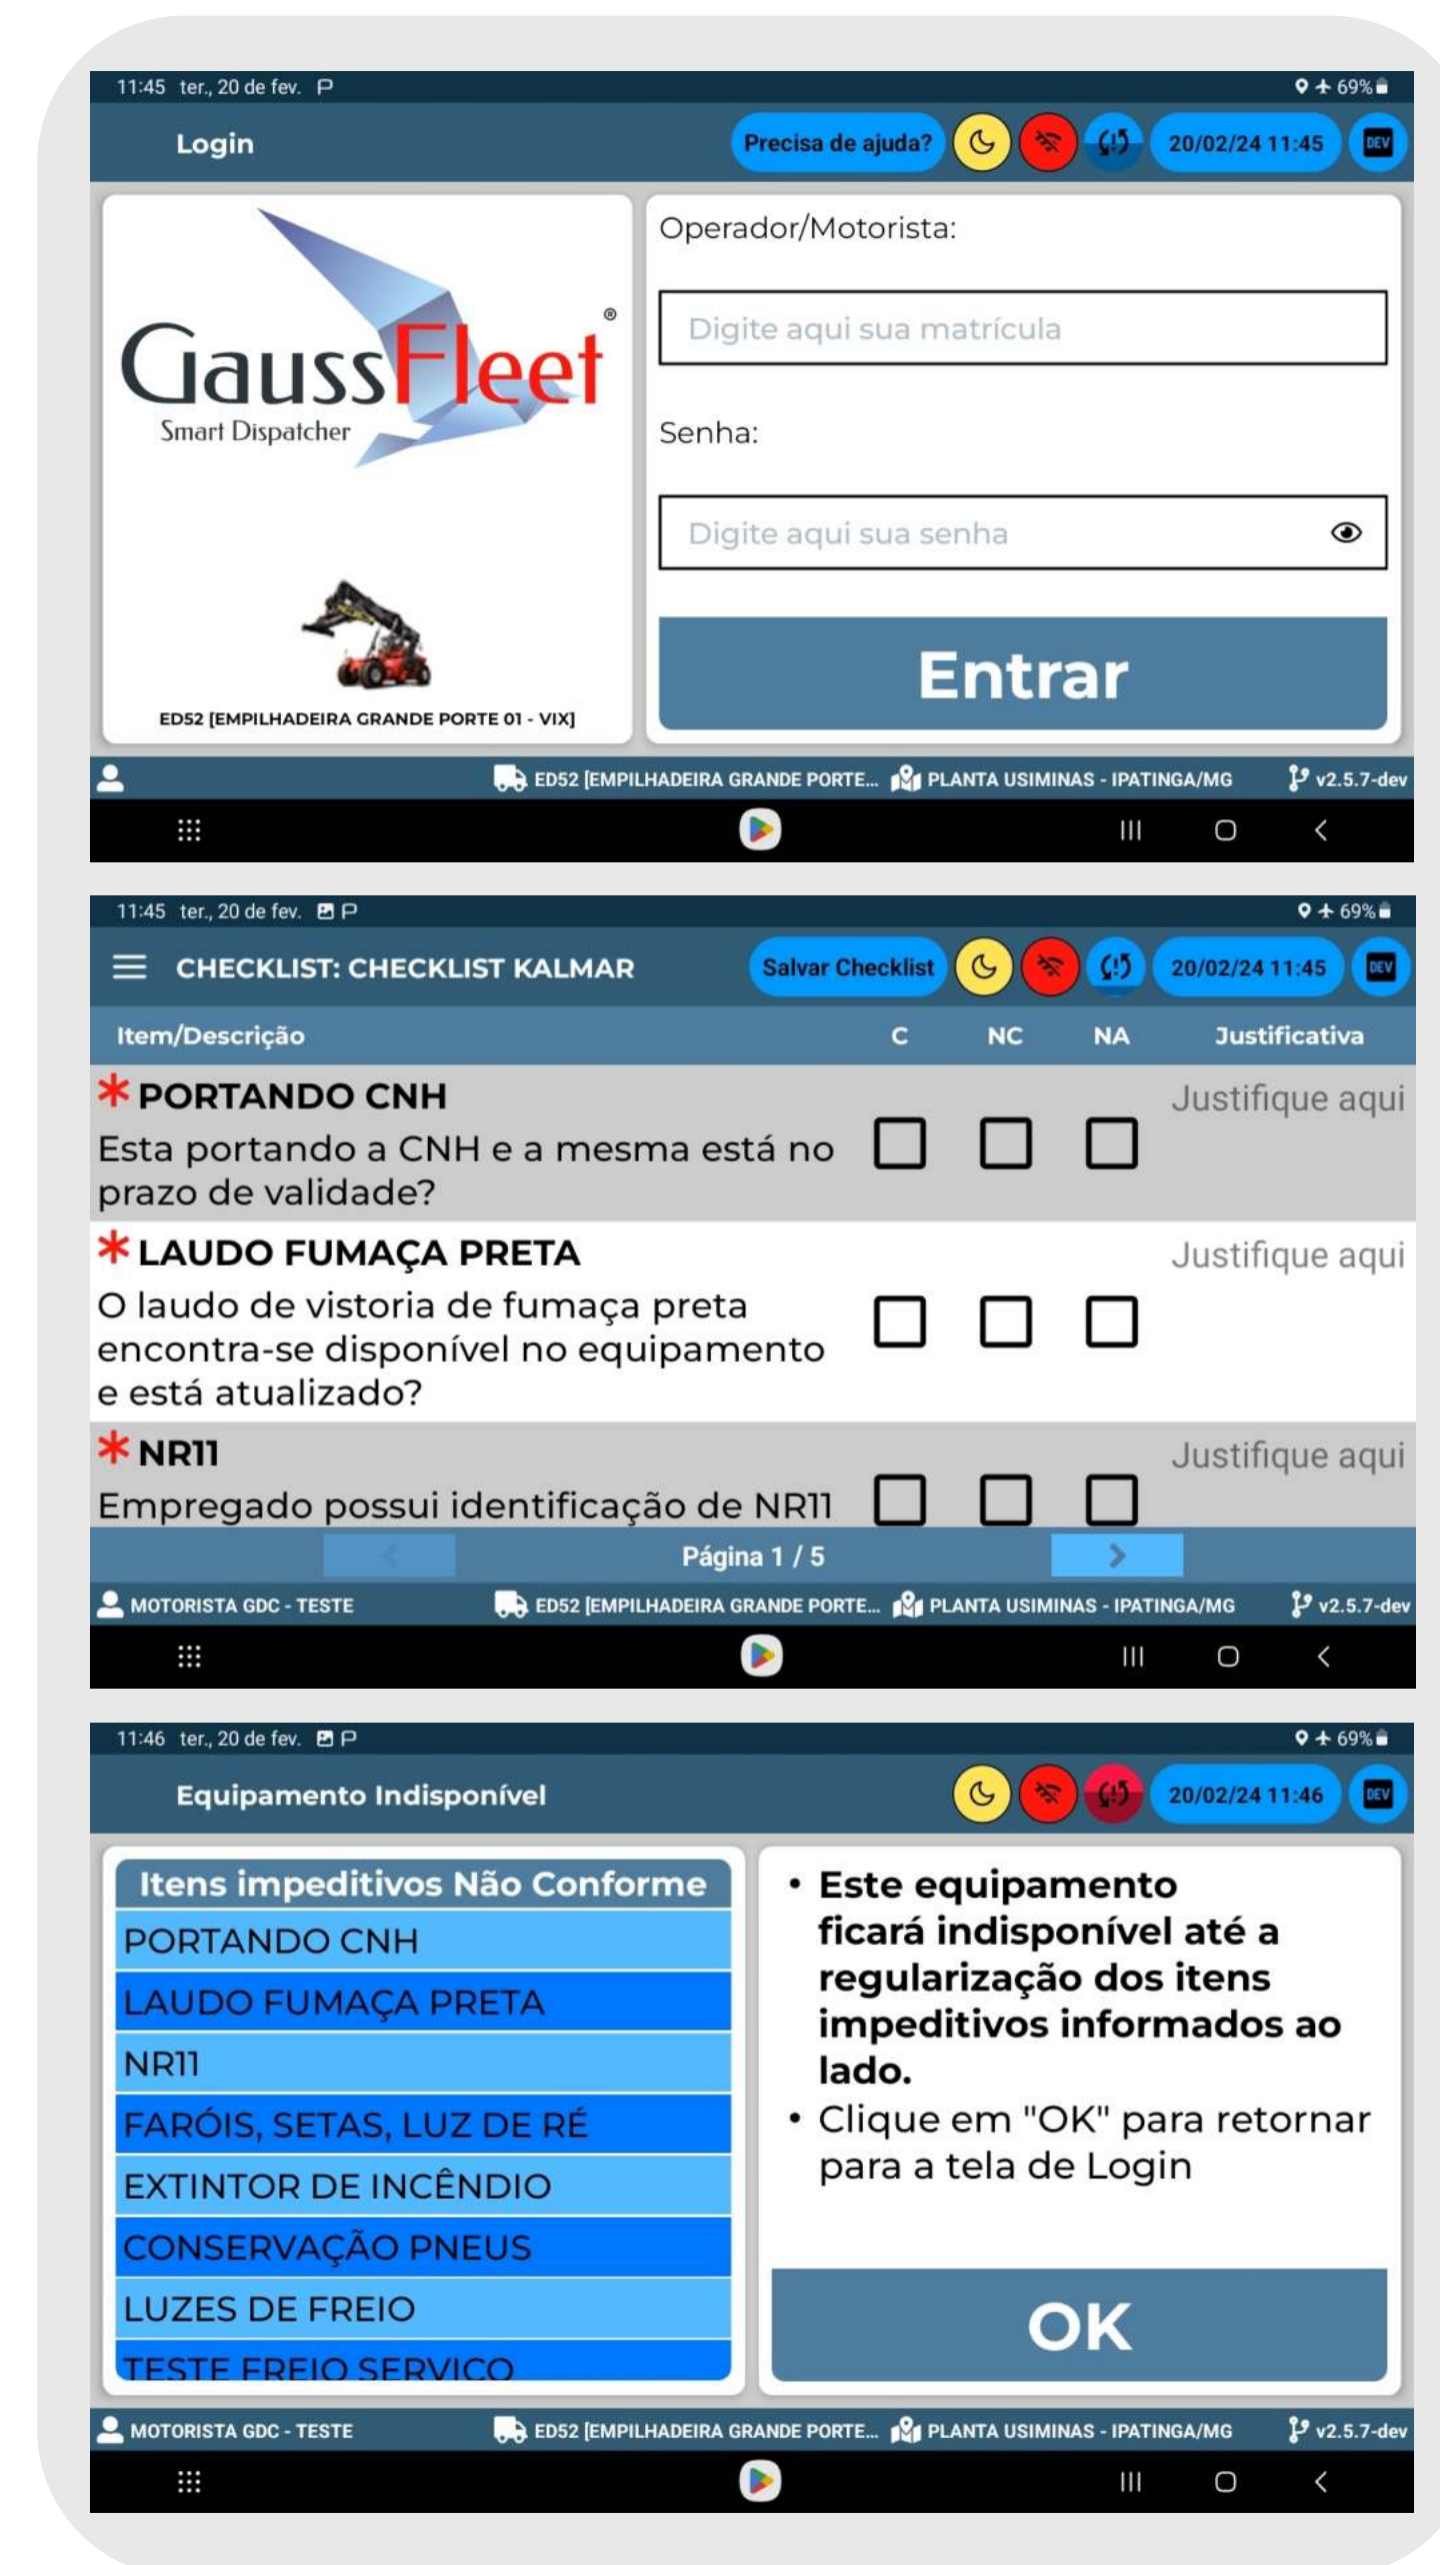 11:45 ter., 20 de fev.
69%
Login
Precisa de ajuda?
20/02/24 11:45
DEV
GaussFleet®
Smart Dispatcher
ED52 [EMPILHADEIRA GRANDE PORTE 01 - VIX]
Operador/Motorista:
Digite aqui sua matrícula
Senha:
Digite aqui sua senha
Entrar
ED52 [EMPILHADEIRA GRANDE PORTE... PLANTA USIMINAS - IPATINGA/MG v2.5.7-dev
11:45 ter., 20 de fev.
69%
CHECKLIST: CHECKLIST KALMAR
Salvar Checklist
20/02/24 11:45
DEV
Item/Descrição C NC NA Justificativa
* PORTANDO CNH
Justifique aqui
Esta portando a CNH e a mesma está no
prazo de validade?
* LAUDO FUMAÇA PRETA
Justifique aqui
O laudo de vistoria de fumaça preta
encontra-se disponível no equipamento
e está atualizado?
* NR11
Justifique aqui
Empregado possui identificação de NR11
Página 1 / 5
MOTORISTA GDC - TESTE ED52 [EMPILHADEIRA GRANDE PORTE... PLANTA USIMINAS - IPATINGA/MG v2.5.7-dev
11:46 ter., 20 de fev.
69%
Equipamento Indisponível
20/02/24 11:46
DEV
Itens impeditivos Não Conforme
PORTANDO CNH
LAUDO FUMAÇA PRETA
NR11
FARÓIS, SETAS, LUZ DE RÉ
EXTINTOR DE INCÊNDIO
CONSERVAÇÃO PNEUS
LUZES DE FREIO
TESTE FREIO SERVIÇO
• Este equipamento
ficará indisponível até a
regularização dos itens
impeditivos informados ao
lado.
• Clique em "OK" para retornar
para a tela de Login
OK
MOTORISTA GDC - TESTE ED52 [EMPILHADEIRA GRANDE PORTE... PLANTA USIMINAS - IPATINGA/MG v2.5.7-dev